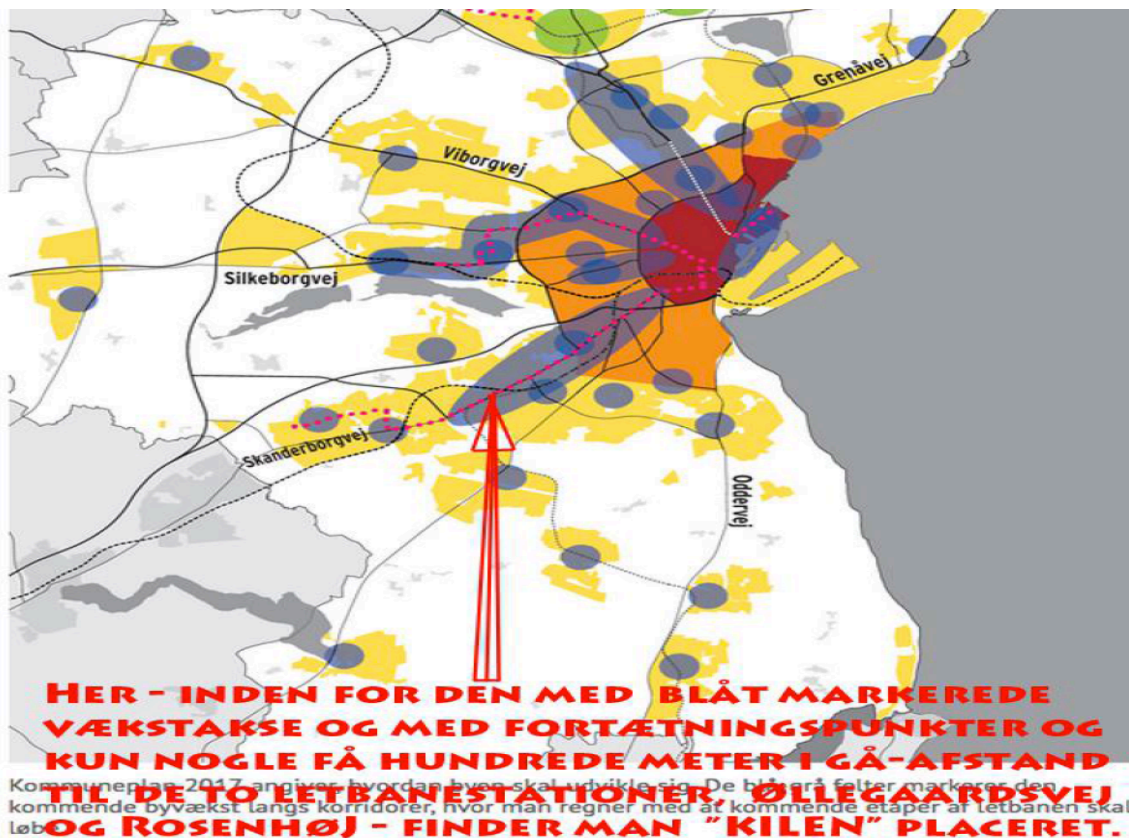 Grenåvej
Viborgvej
Silkeborgvej
Skanderborgvej
Oddervej
HER - INDEN FOR DEN MED BLÅT MARKEREDE
VÆKSTAKSE OG MED FORTÆTNINGSPUNKTER OG
KUN NOGLE FÅ HUNDREDE METER I GÅ-AFSTAND
Kommuneplan 2017 angiver, hvordan byen skal udvikle sig. De blågrå felter markerer den
TIL DE TO LETBANESTATIONER, ØLLEGAARDSVEJ
kommende byvækst langs korridorer, hvor man regner med at kommende etaper af letbanen skal
OG ROSENHØJ - FINDER MAN "KILEN" PLACERET.